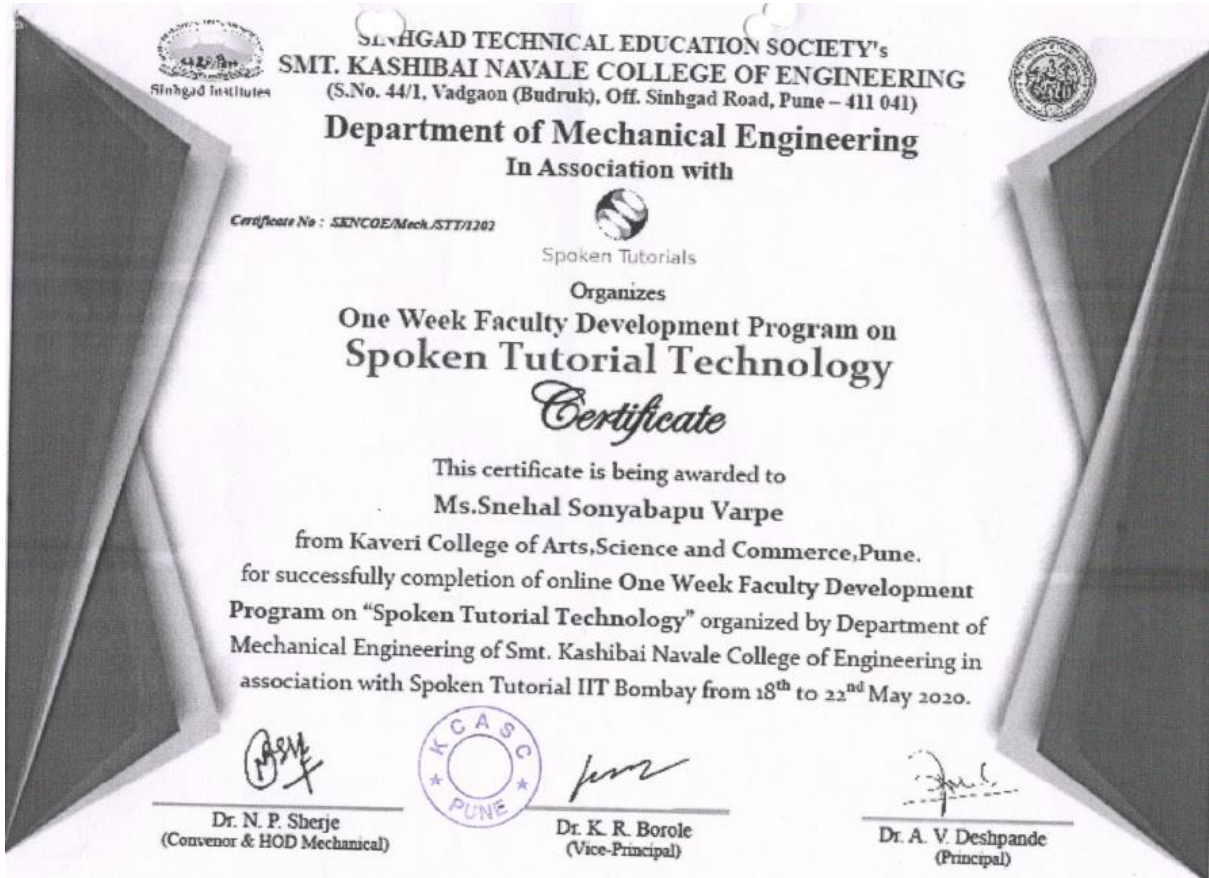 Sinhgad Institutes
SINHGAD TECHNICAL EDUCATION SOCIETY's
SMT. KASHIBAI NAVALE COLLEGE OF ENGINEERING
(S.No. 44/1, Vadgaon (Budruk), Off. Sinhgad Road, Pune – 411 041)
Department of Mechanical Engineering
In Association with
Certificate No : SKNCOE/Mech./STT/1202
Spoken Tutorials
Organizes
One Week Faculty Development Program on
Spoken Tutorial Technology
Certificate
This certificate is being awarded to
Ms.Snehal Sonyabapu Varpe
from Kaveri College of Arts,Science and Commerce,Pune.
for successfully completion of online One Week Faculty Development
Program on “Spoken Tutorial Technology” organized by Department of
Mechanical Engineering of Smt. Kashibai Navale College of Engineering in
association with Spoken Tutorial IIT Bombay from 18th to 22nd May 2020.
KCASC
PUNE
Dr. N. P. Sherje
(Convenor & HOD Mechanical)
Dr. K. R. Borole
(Vice-Principal)
Dr. A. V. Deshpande
(Principal)